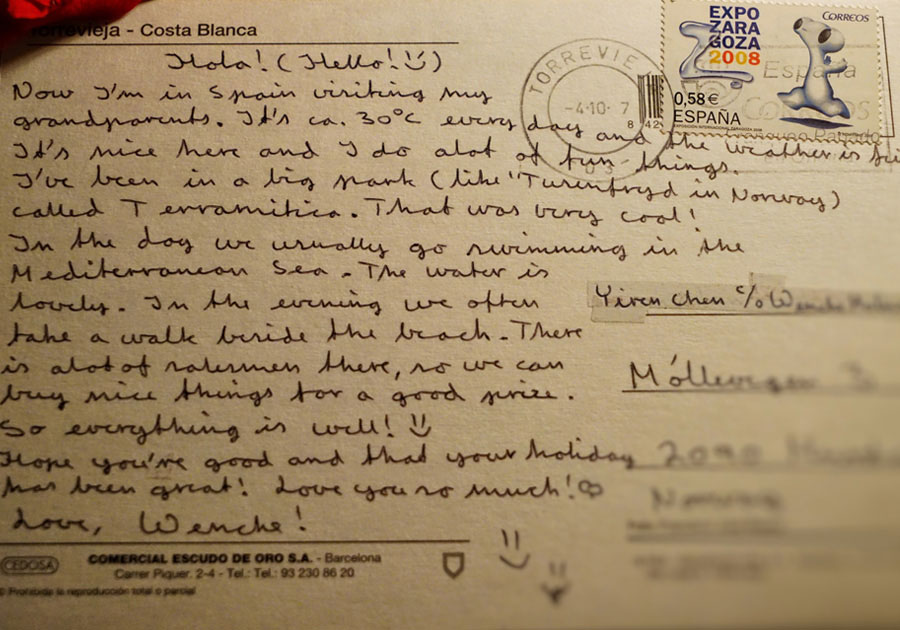 Torrevieja - Costa Blanca
Hola! (Hello! :))
Now I'm in Spain visiting my
grandparents. It's ca. 30°C every day and the weather is
It's nice here and I do alot of fun things.
I've been in a big park (like "Tusenfryd in Norway)
called Terramitica. That was very cool!
In the day we usually go swimming in the
Mediterranean Sea. The water is
lovely. In the evening we often
take a walk beside the beach. There
is alot of salesmen there, so we can
buy nice things for a good prize.
So everything is well! :)
Hope you're good and that your holiday
has been great! Love you so much! ♡
Love, Wenche!
CEDOSA
COMERCIAL ESCUDO DE ORO S.A. - Barcelona
Carrer Piquer, 2-4 - Tel.: Tel.: 93 230 86 20
© Prohibida la reproducción total o parcial
TORREVIE
-4·10· 7
8 42
03
EXPO
ZARA
GOZA
2008
CORREOS
0,58 €
ESPAÑA
España
Correos
Yiren Chen c/o Wenche
Móllevegen 3
2090